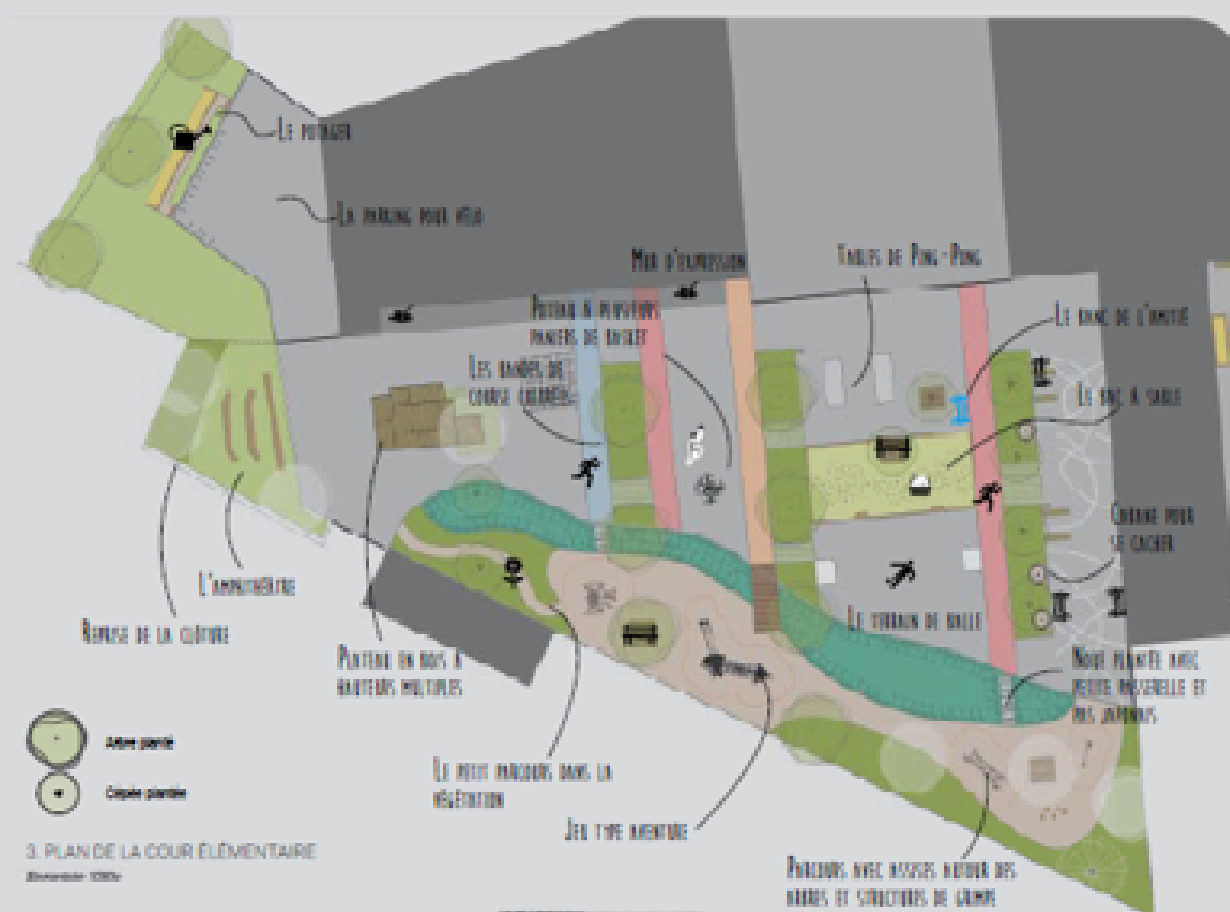 Le potager
La parking pour vélo
Mur d'expression
Tables de Ping-Pong
Poteau à plusieurs
paniers de basket
Le banc de l'amitié
Les bandes de
course
Le bac à sable
Cabane pour
se cacher
L'amphithéâtre
Reprise de la clôture
Le terrain de balle
Plateau en bois à
hauteurs multiples
Noue plantée avec
petite passerelle et
pas japonais
Arbre planté
Cépée plantée
Le petit parcours dans la
végétation
Jeu type aventure
3. PLAN DE LA COUR ÉLÉMENTAIRE
Parcours avec assises autour des
arbres et structures de grimpe